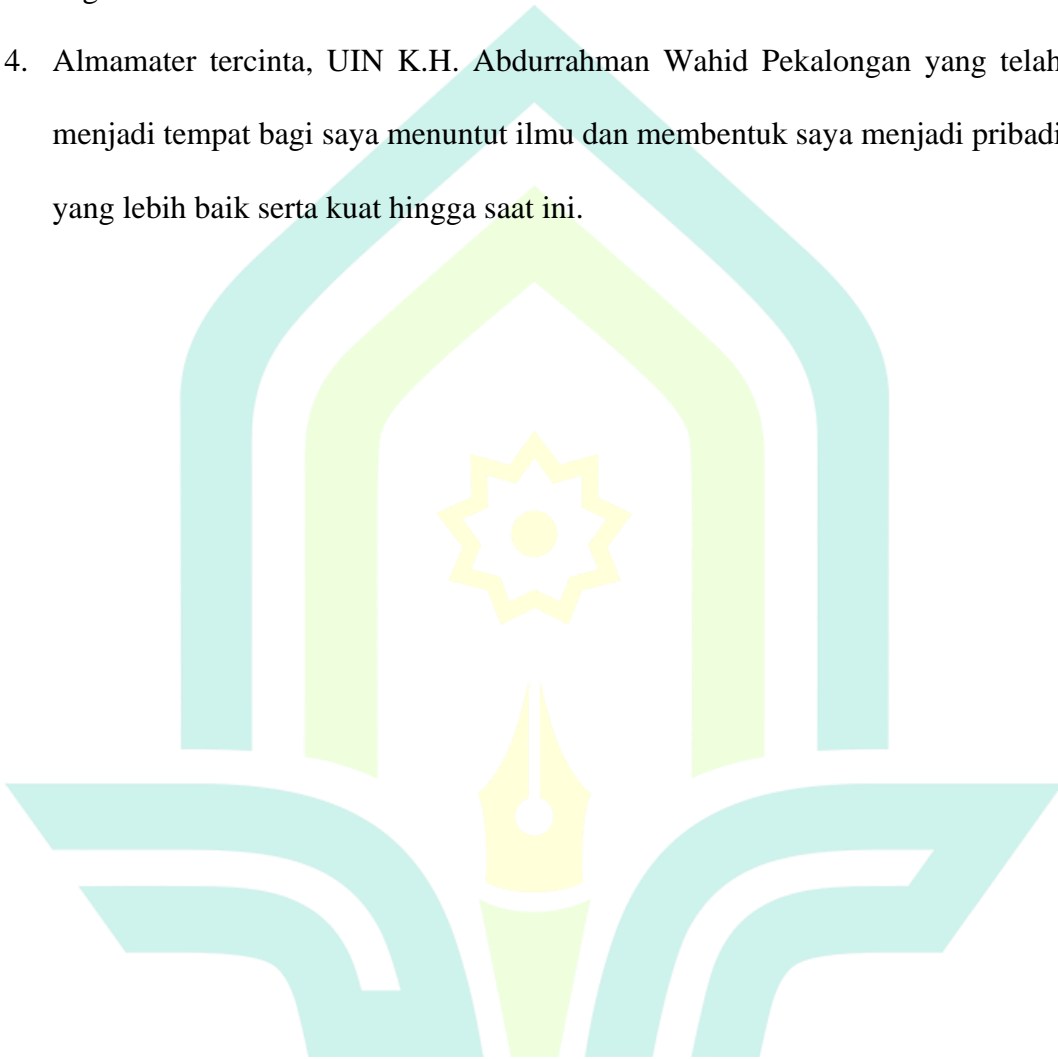 4. Almamater tercinta, UIN K.H. Abdurrahman Wahid Pekalongan yang telah
menjadi tempat bagi saya menuntut ilmu dan membentuk saya menjadi pribadi
yang lebih baik serta kuat hingga saat ini.